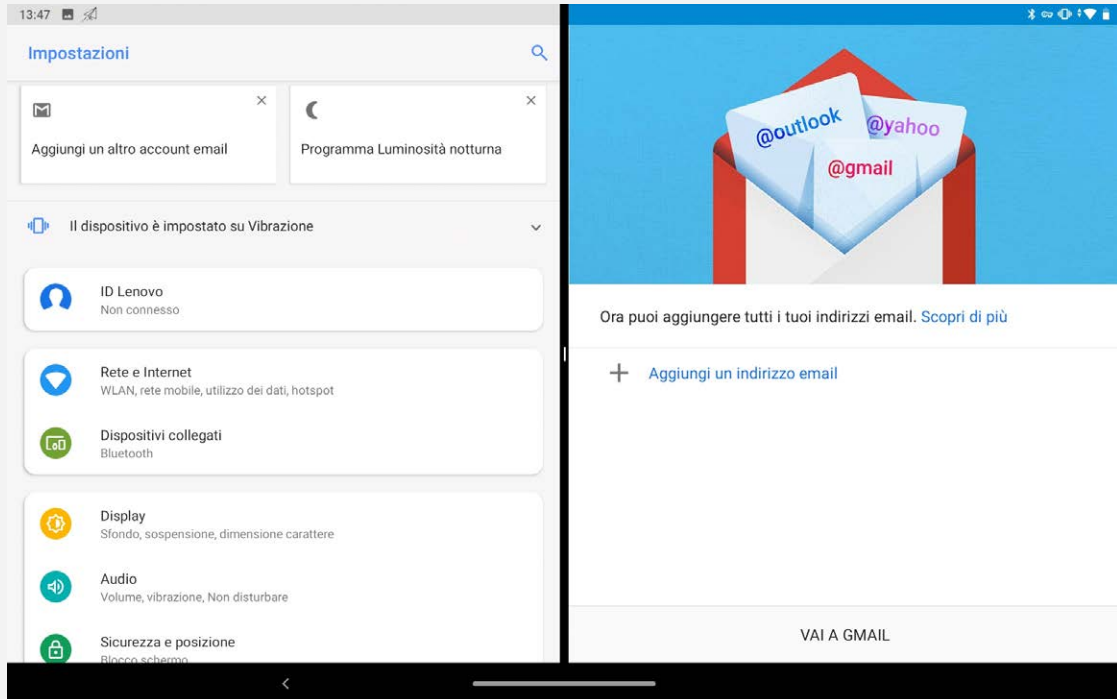 13:47
Impostazioni
Aggiungi un altro account email
Programma Luminosità notturna
Il dispositivo è impostato su Vibrazione
ID Lenovo
Non connesso
Rete e Internet
WLAN, rete mobile, utilizzo dei dati, hotspot
Dispositivi collegati
Bluetooth
Display
Sfondo, sospensione, dimensione carattere
Audio
Volume, vibrazione, Non disturbare
Sicurezza e posizione
Blocco schermo
@outlook
@yahoo
@gmail
Ora puoi aggiungere tutti i tuoi indirizzi email. Scopri di più
Aggiungi un indirizzo email
VAI A GMAIL